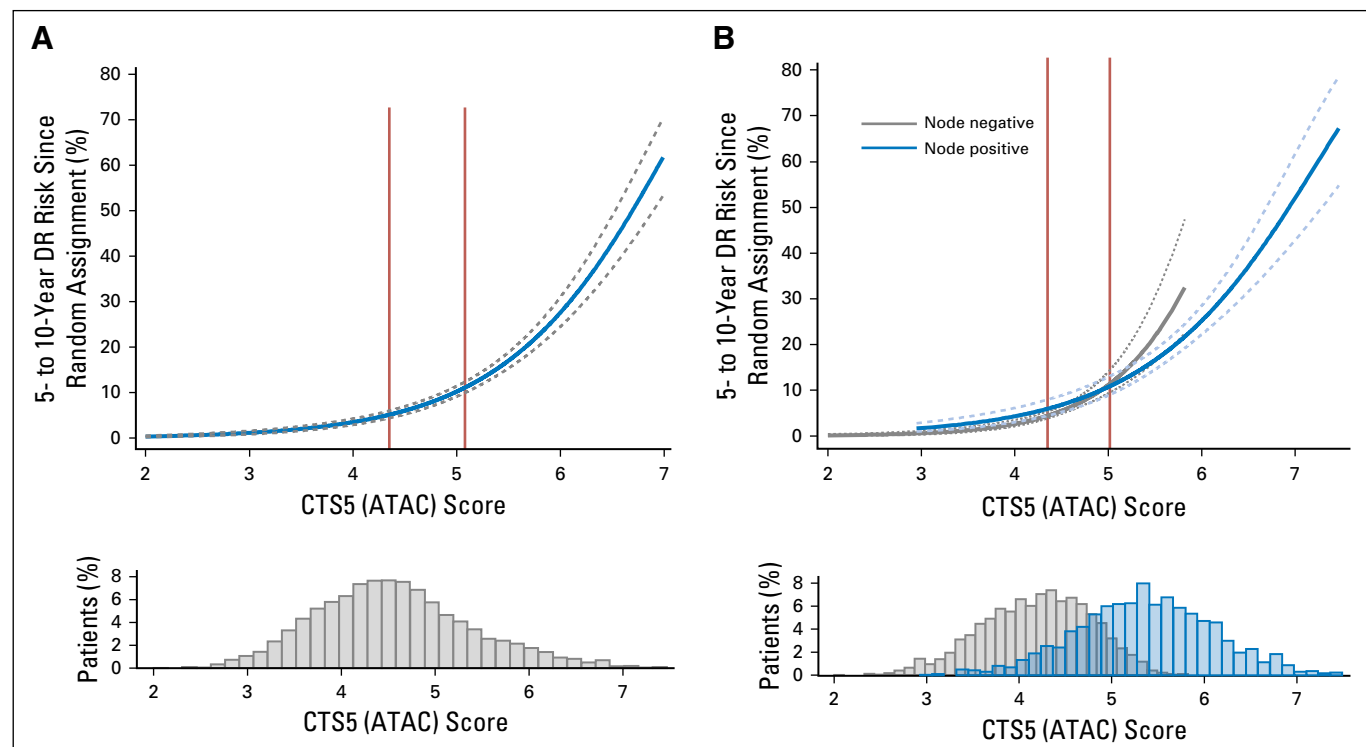 A
5- to 10-Year DR Risk Since
Random Assignment (%)
80
70
60
50
40
30
20
10
0
2 3 4 5 6 7
CTS5 (ATAC) Score
Patients (%)
8
6
4
2
0
2 3 4 5 6 7
CTS5 (ATAC) Score
B
5- to 10-Year DR Risk Since
Random Assignment (%)
80
70
60
50
40
30
20
10
0
Node negative
Node positive
2 3 4 5 6 7
CTS5 (ATAC) Score
Patients (%)
8
6
4
2
0
2 3 4 5 6 7
CTS5 (ATAC) Score